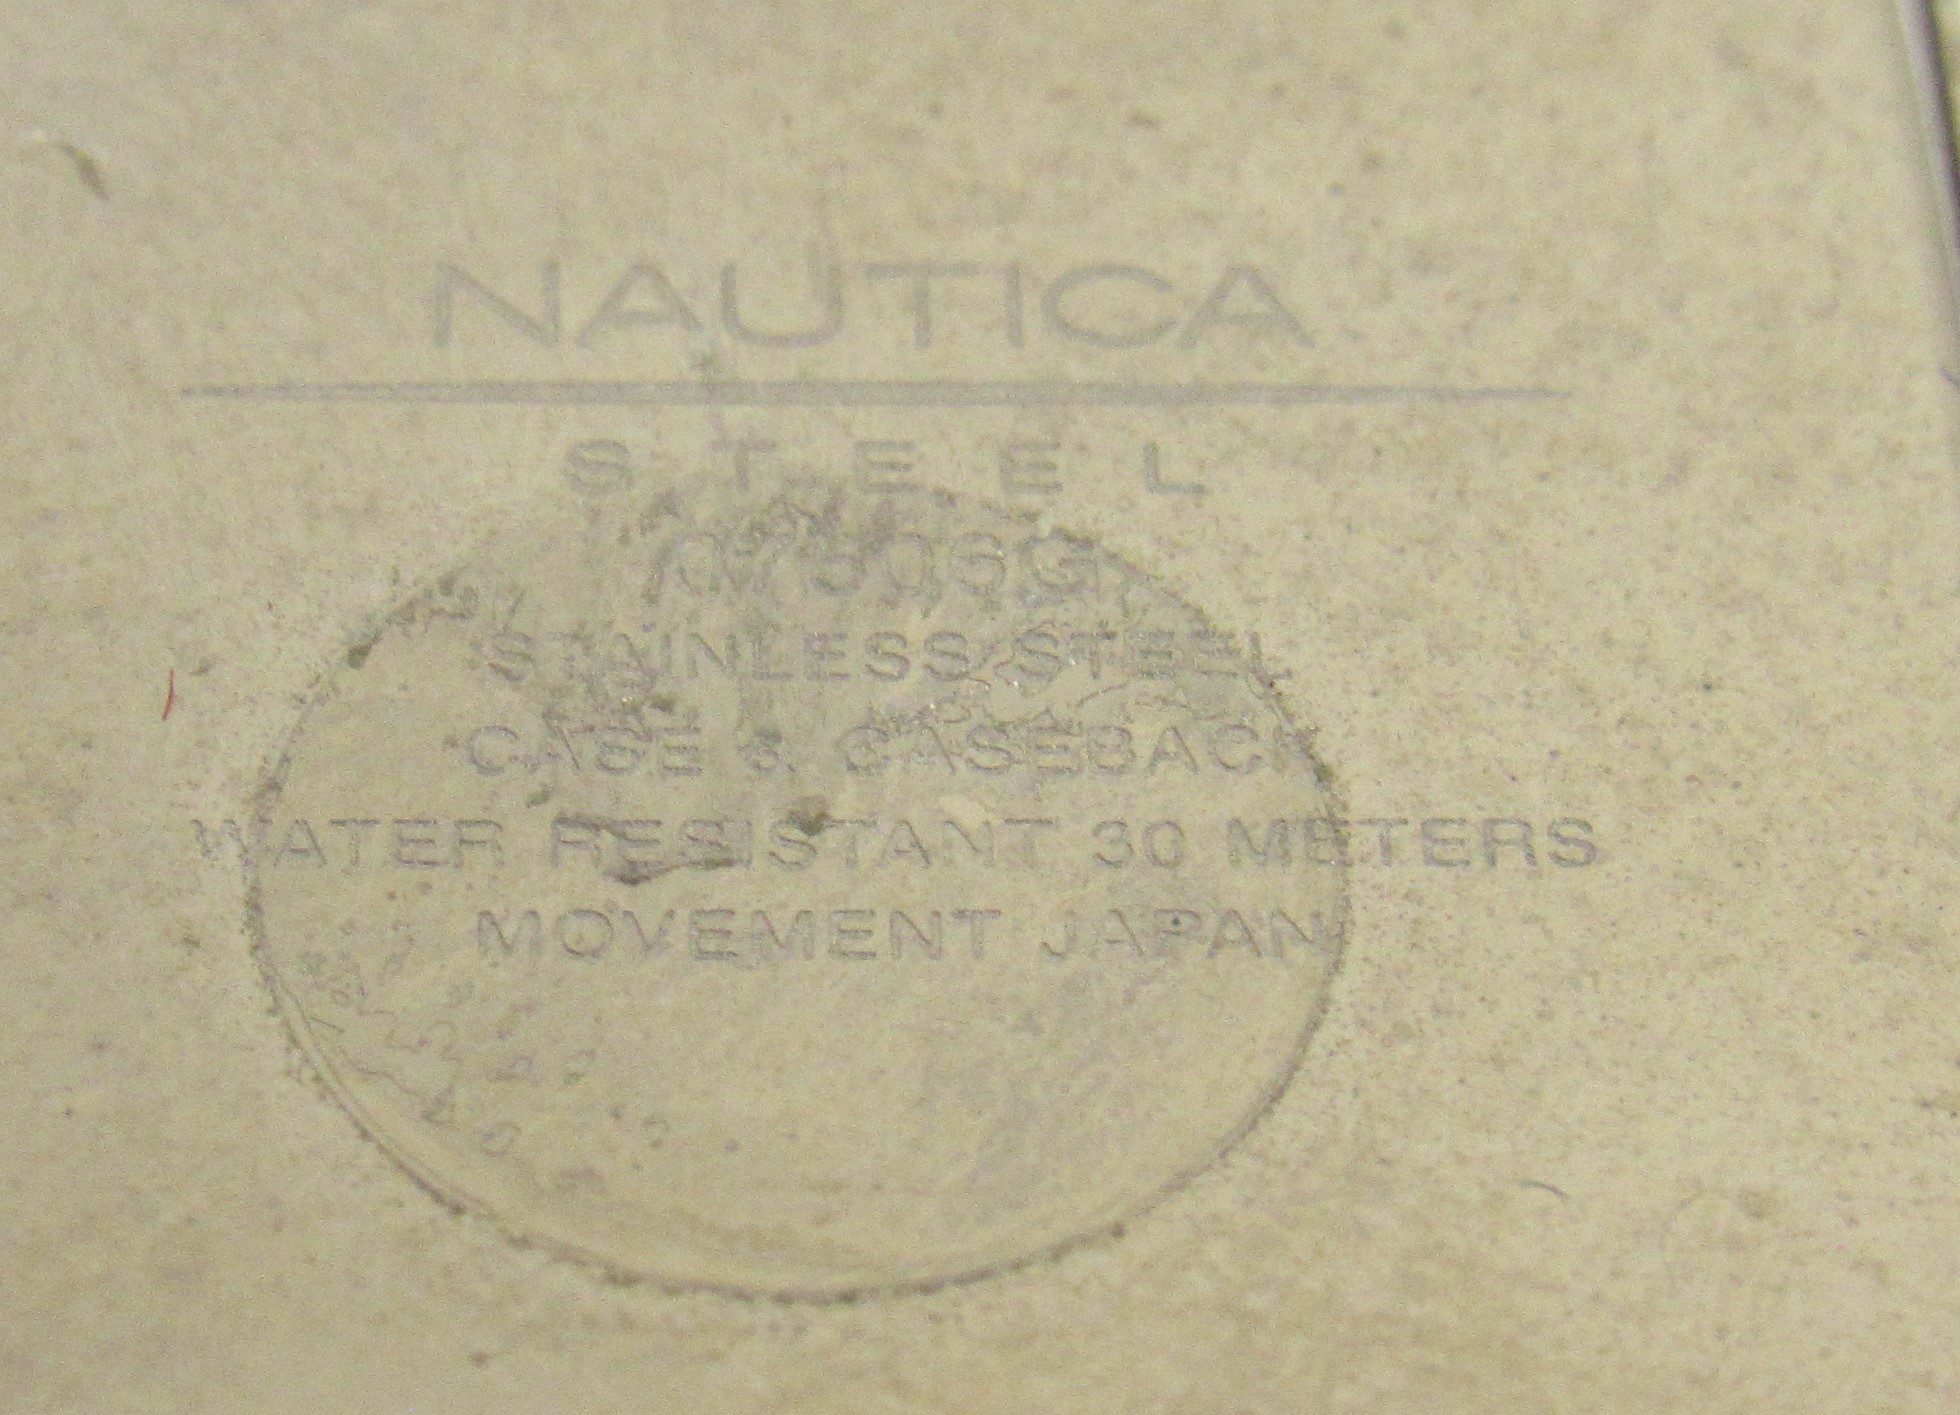 NAUTICA
STEEL
STAINLESS STEEL
CASE & CASEBACK
WATER RESISTANT 30 METERS
MOVEMENT JAPAN